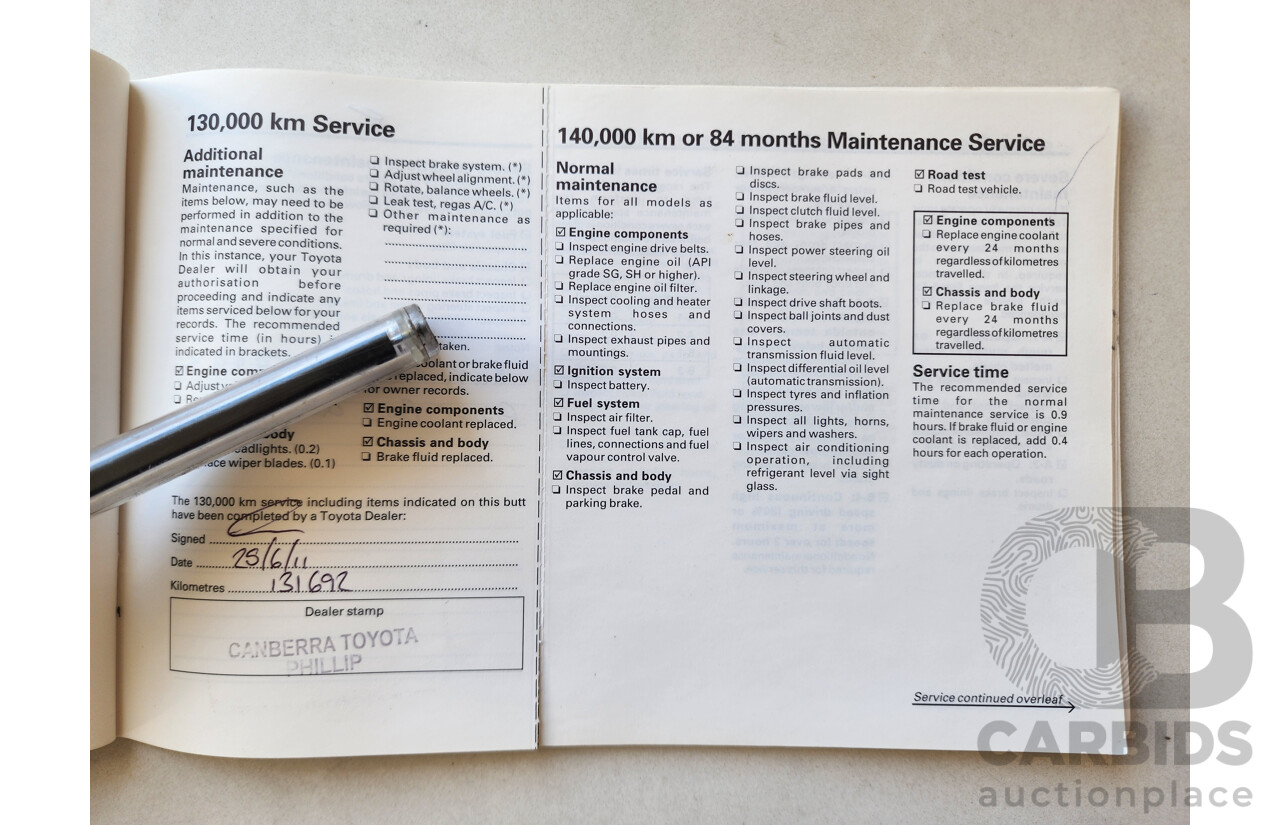 130,000 km Service
Additional
maintenance
Maintenance, such as the
items below, may need to be
performed in addition to the
maintenance specified for
normal and severe conditions.
In this instance, your Toyota
Dealer will obtain your
authorisation before
proceeding and indicate any
items serviced below for your
records. The recommended
service time (in hours)
indicated in brackets.
☑ Engine com
❑ Adjust
ody
eadlights. (0.2)
ace wiper blades. (0.1)
❑ Inspect brake system. (*)
❑ Adjust wheel alignment. (*)
❑ Rotate, balance wheels. (*)
❑ Leak test, regas A/C. (*)
❑ Other maintenance as
required (*):
taken.
oolant or brake fluid
replaced, indicate below
for owner records.
☑ Engine components
❑ Engine coolant replaced.
☑ Chassis and body
❑ Brake fluid replaced.
The 130,000 km service including items indicated on this butt
have been completed by a Toyota Dealer:
Signed
Date 25/6/11
Kilometres 131692
Dealer stamp
CANBERRA TOYOTA
PHILLIP
140,000 km or 84 months Maintenance Service
Normal
maintenance
Items for all models as
applicable:
☑ Engine components
❑ Inspect engine drive belts.
❑ Replace engine oil (API
grade SG, SH or higher).
❑ Replace engine oil filter.
❑ Inspect cooling and heater
system hoses and
connections.
❑ Inspect exhaust pipes and
mountings.
☑ Ignition system
❑ Inspect battery.
☑ Fuel system
❑ Inspect air filter.
❑ Inspect fuel tank cap, fuel
lines, connections and fuel
vapour control valve.
☑ Chassis and body
❑ Inspect brake pedal and
parking brake.
❑ Inspect brake pads and
discs.
❑ Inspect brake fluid level.
❑ Inspect clutch fluid level.
❑ Inspect brake pipes and
hoses.
❑ Inspect power steering oil
level.
❑ Inspect steering wheel and
linkage.
❑ Inspect drive shaft boots.
❑ Inspect ball joints and dust
covers.
❑ Inspect automatic
transmission fluid level.
❑ Inspect differential oil level
(automatic transmission).
❑ Inspect tyres and inflation
pressures.
❑ Inspect all lights, horns,
wipers and washers.
❑ Inspect air conditioning
operation, including
refrigerant level via sight
glass.
☑ Road test
❑ Road test vehicle.
☑ Engine components
❑ Replace engine coolant
every 24 months
regardless of kilometres
travelled.
☑ Chassis and body
❑ Replace brake fluid
every 24 months
regardless of kilometres
travelled.
Service time
The recommended service
time for the normal
maintenance service is 0.9
hours. If brake fluid or engine
coolant is replaced, add 0.4
hours for each operation.
Service continued overleaf
CB
CARBIDS
auctionplace